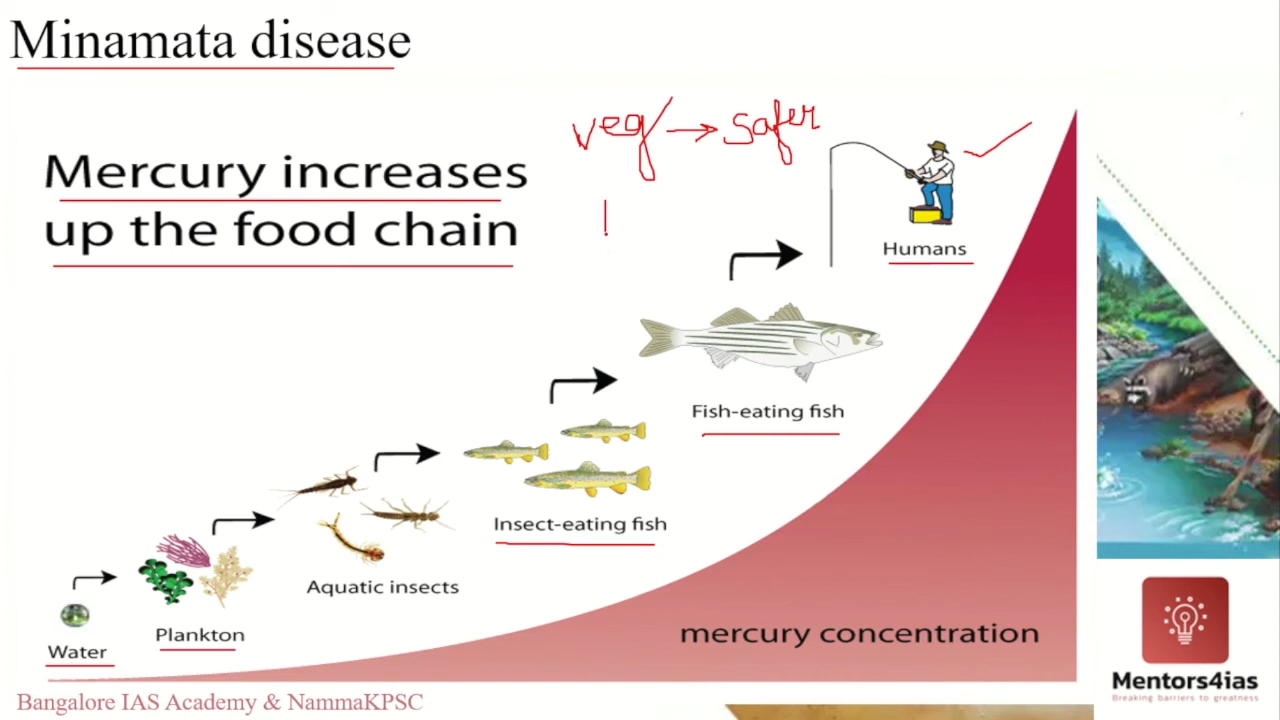 Minamata disease
veg → safer
Mercury increases
up the food chain
Humans
Fish-eating fish
Insect-eating fish
Aquatic insects
Plankton
Water
mercury concentration
Mentors4ias
Breaking barriers to greatness
Bangalore IAS Academy & NammaKPSC